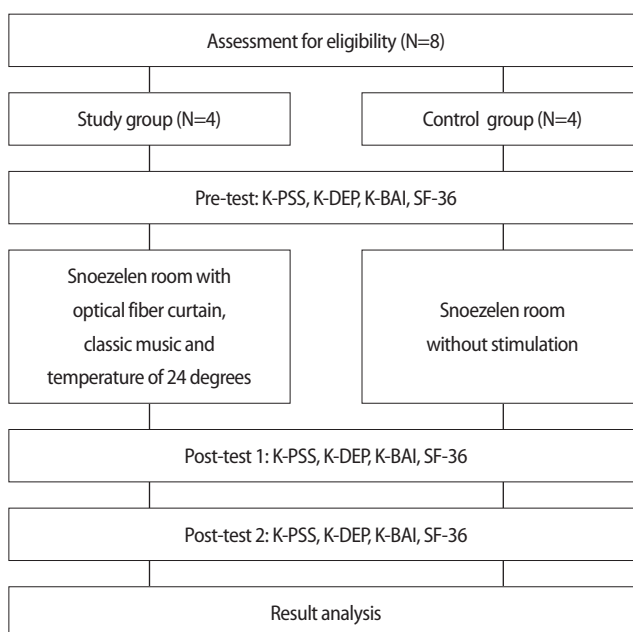 Assessment for eligibility (N=8)
Study group (N=4)
Control group (N=4)
Pre-test: K-PSS, K-DEP, K-BAI, SF-36
Snoezelen room with
optical fiber curtain,
classic music and
temperature of 24 degrees
Snoezelen room
without stimulation
Post-test 1: K-PSS, K-DEP, K-BAI, SF-36
Post-test 2: K-PSS, K-DEP, K-BAI, SF-36
Result analysis